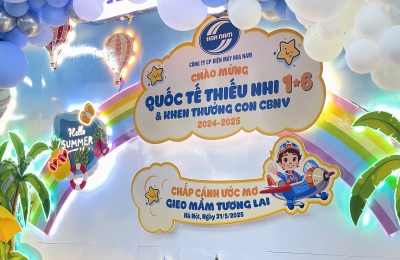 HOA NAM
CÔNG TY CP ĐIỆN MÁY HOA NAM
CHÀO MỪNG
QUỐC TẾ THIẾU NHI 1*6
& KHEN THƯỞNG CON CBNV
2024-2025
Hello
SUMMER
CHẮP CÁNH ƯỚC MƠ
GIEO MẦM TƯƠNG LAI
Hà Nội, Ngày 31/5/2025